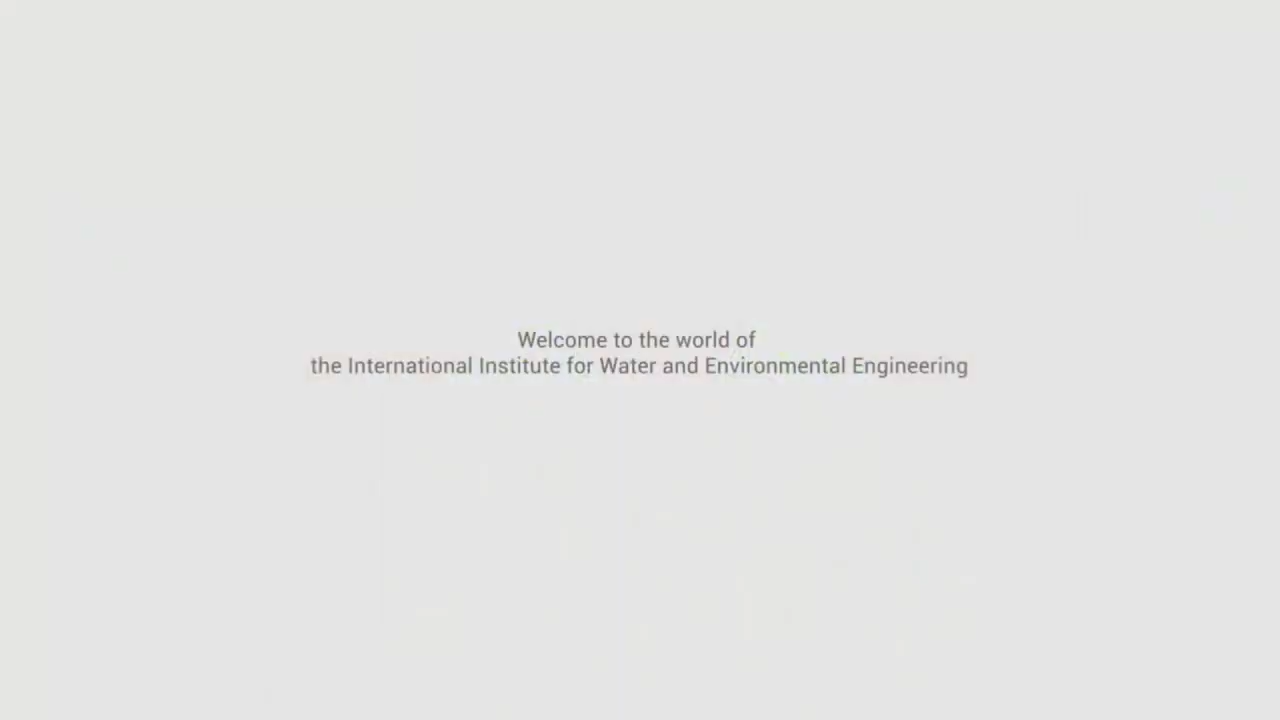 Welcome to the world of
the International Institute for Water and Environmental Engineering